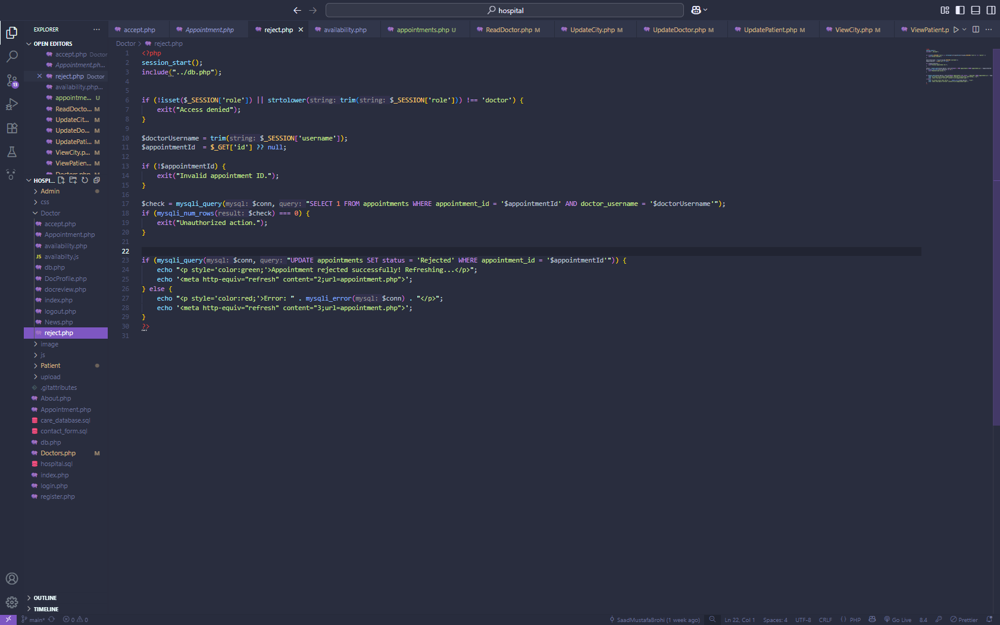 hospital
EXPLORER
accept.php
Appointment.php
reject.php
availability.php
appointments.php U
ReadDoctor.php M
UpdateCity.php M
UpdateDoctor.php M
UpdatePatient.php M
ViewCity.php M
ViewPatient.p
OPEN EDITORS
accept.php Doctor
Appointment.ph...
reject.php Doctor
availability.php...
appointme... U
ReadDocto... M
UpdateCit... M
UpdateDo... M
UpdatePati... M
ViewCity.p... M
ViewPatien... M
Doctors.php M
HOSPI...
Admin
css
Doctor
accept.php
Appointment.php
availability.php
JS availabilty.js
db.php
DocProfile.php
docreview.php
index.php
logout.php
News.php
reject.php
image
js
Patient
upload
.gitattributes
About.php
Appointment.php
care_database.sql
contact_form.sql
db.php
Doctors.php M
hospital.sql
index.php
login.php
register.php
OUTLINE
TIMELINE
Doctor > reject.php
1 <?php
2 session_start();
3 include("../db.php");
4
5
6 if (!isset($_SESSION['role']) || strtolower(string: trim(string: $_SESSION['role'])) !== 'doctor') {
7 exit("Access denied");
8 }
9
10 $doctorUsername = trim(string: $_SESSION['username']);
11 $appointmentId  = $_GET['id'] ?? null;
12
13 if (!$appointmentId) {
14 exit("Invalid appointment ID.");
15 }
16
17 $check = mysqli_query(mysql: $conn, query: "SELECT 1 FROM appointments WHERE appointment_id = '$appointmentId' AND doctor_username = '$doctorUsername'");
18 if (mysqli_num_rows(result: $check) === 0) {
19 exit("Unauthorized action.");
20 }
21
22
23 if (mysqli_query(mysql: $conn, query: "UPDATE appointments SET status = 'Rejected' WHERE appointment_id = '$appointmentId'")) {
24 echo "<p style='color:green;'>Appointment rejected successfully! Refreshing...</p>";
25 echo '<meta http-equiv="refresh" content="2;url=appointment.php">';
26 } else {
27 echo "<p style='color:red;'>Error: " . mysqli_error(mysql: $conn) . "</p>";
28 echo '<meta http-equiv="refresh" content="3;url=appointment.php">';
29 }
30 ?>
31
13
main*
0 0
SaadMustafaBrohi (1 week ago)
Ln 22, Col 1
Spaces: 4
UTF-8
CRLF
{ } PHP
Go Live
8.4
Prettier